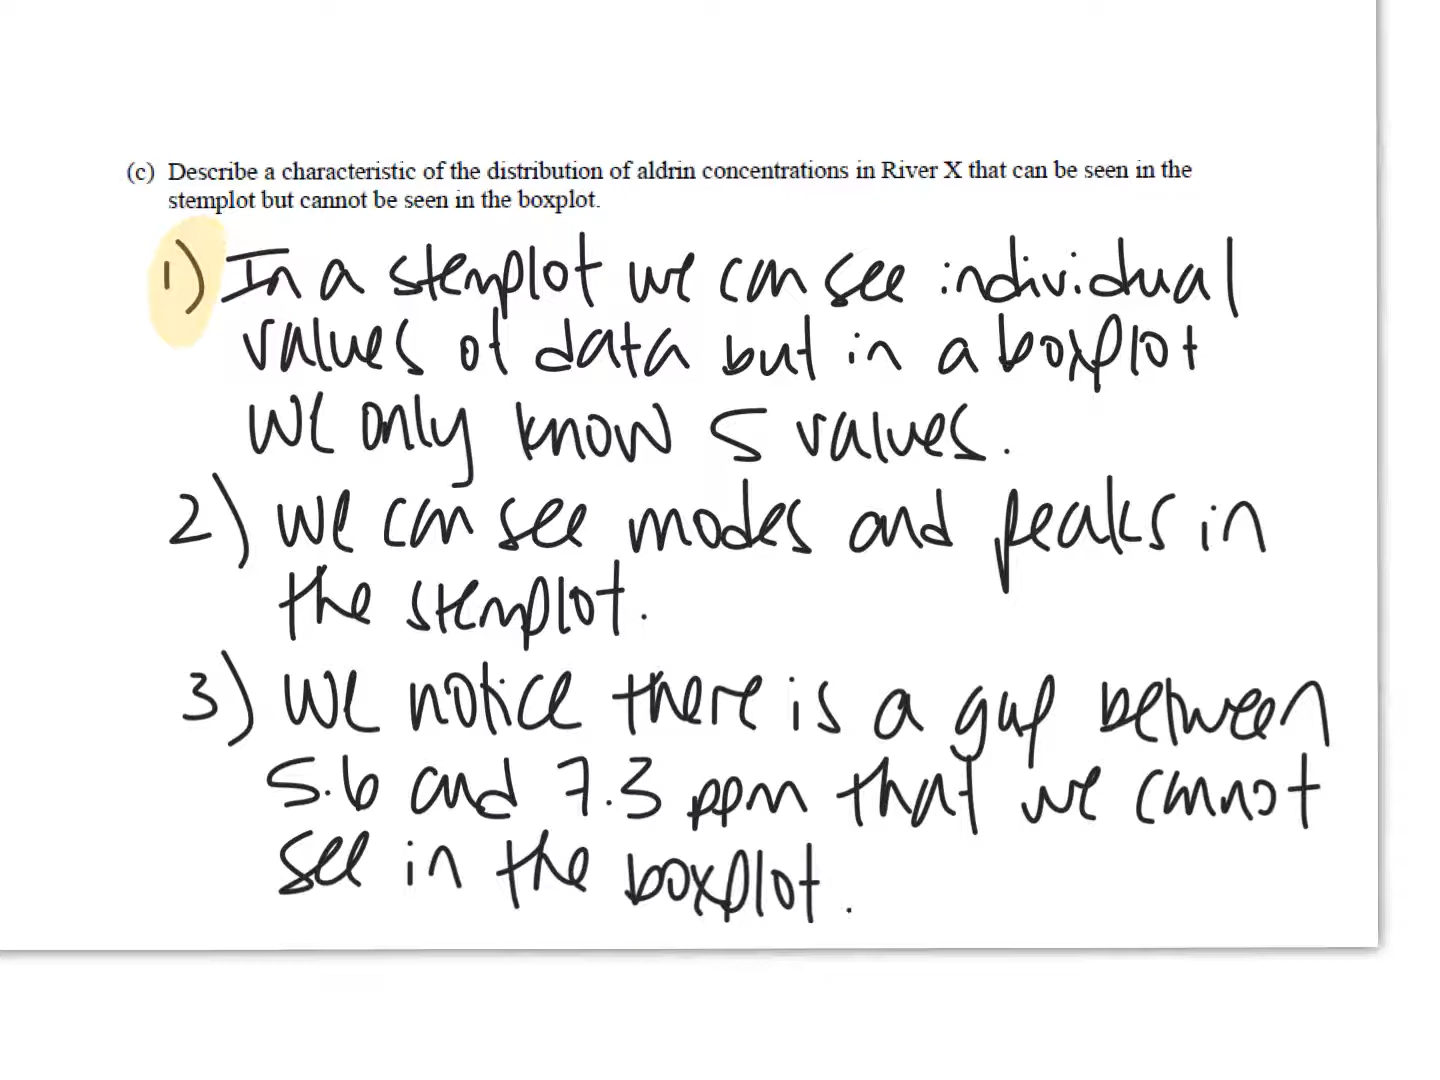 (c) Describe a characteristic of the distribution of aldrin concentrations in River X that can be seen in the
stemplot but cannot be seen in the boxplot.
1) In a stemplot we can see individual
values of data but in a boxplot
we only know 5 values.
2) we can see modes and peaks in
the stemplot.
3) we notice there is a gap between
5.6 and 7.3 ppm that we cannot
see in the boxplot.